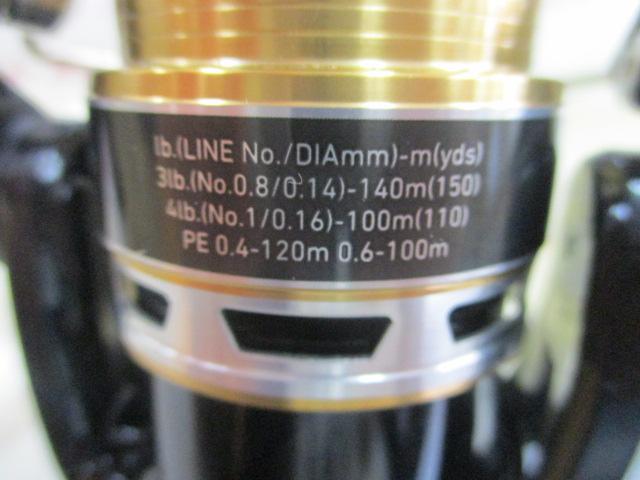 lb.(LINE No./DIAmm)-m(yds)
3lb.(No.0.8/0.14)-140m(150)
4lb.(No.1/0.16)-100m(110)
PE 0.4-120m 0.6-100m